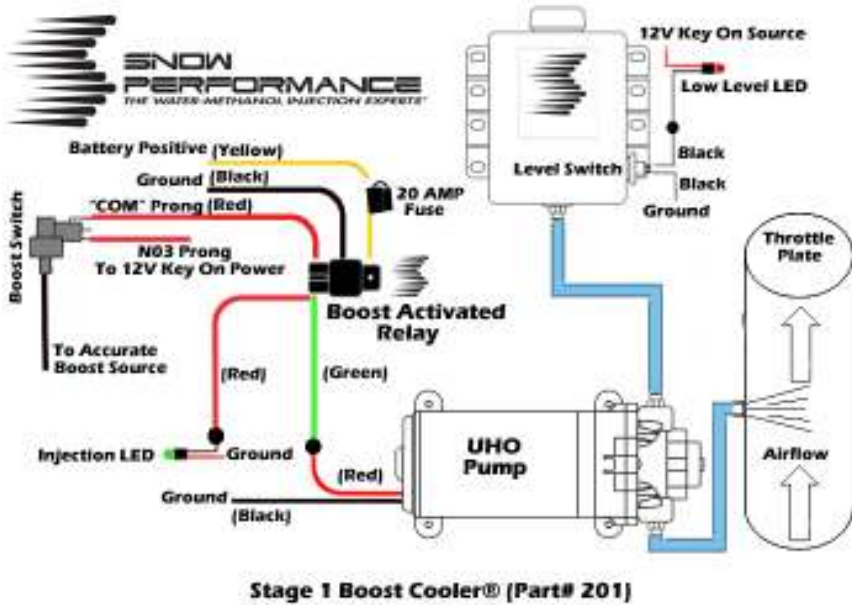 SNOW
PERFORMANCE
THE WATER-METHANOL INJECTION EXPERTS"
12V Key On Source
Low Level LED
Level Switch
Black
Black
Ground
Battery Positive (Yellow)
Ground (Black)
20 AMP
Fuse
"COM" Prong (Red)
Boost Switch
N03 Prong
To 12V Key On Power
Boost Activated
Relay
To Accurate
Boost Source
(Red)
(Green)
Injection LED
Ground
(Red)
Ground
(Black)
UHO
Pump
Throttle
Plate
Airflow
Stage 1 Boost Cooler® (Part# 201)